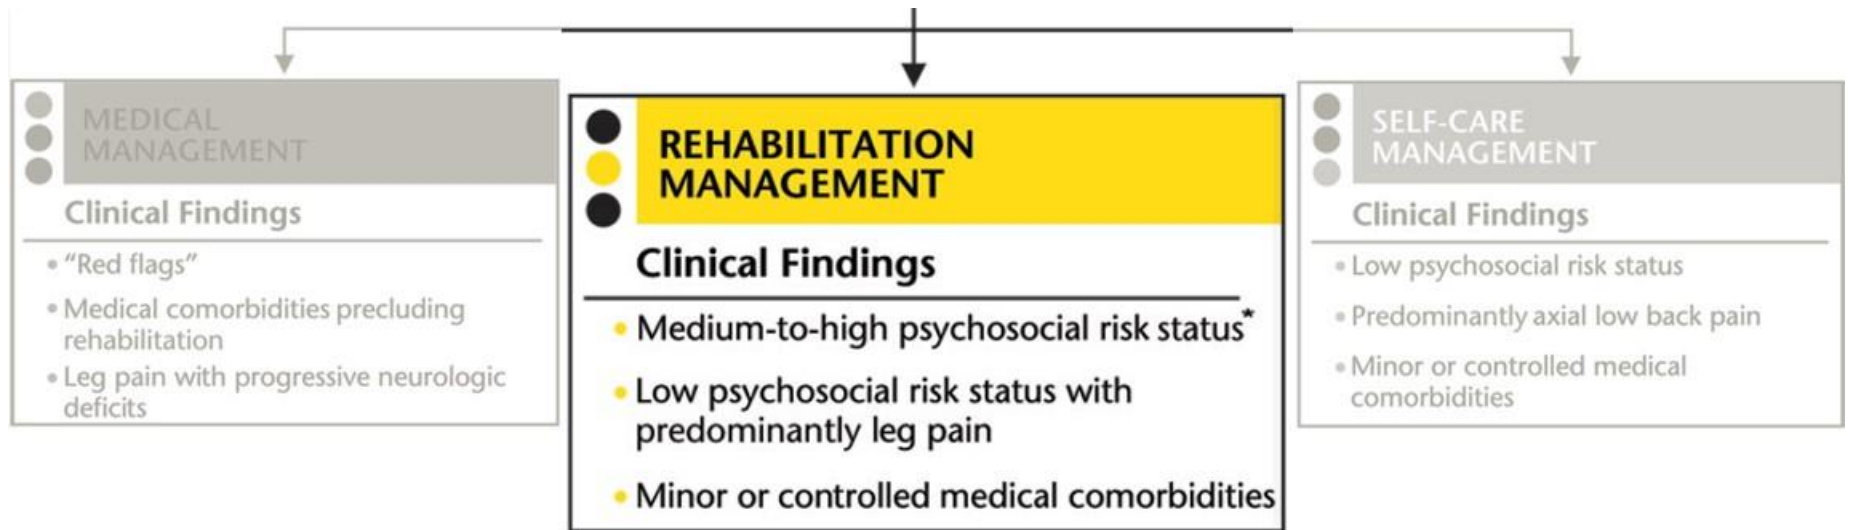 MEDICAL
MANAGEMENT
Clinical Findings
• “Red flags”
• Medical comorbidities precluding
rehabilitation
• Leg pain with progressive neurologic
deficits
REHABILITATION
MANAGEMENT
Clinical Findings
• Medium-to-high psychosocial risk status*
• Low psychosocial risk status with
predominantly leg pain
• Minor or controlled medical comorbidities
SELF-CARE
MANAGEMENT
Clinical Findings
• Low psychosocial risk status
• Predominantly axial low back pain
• Minor or controlled medical
comorbidities